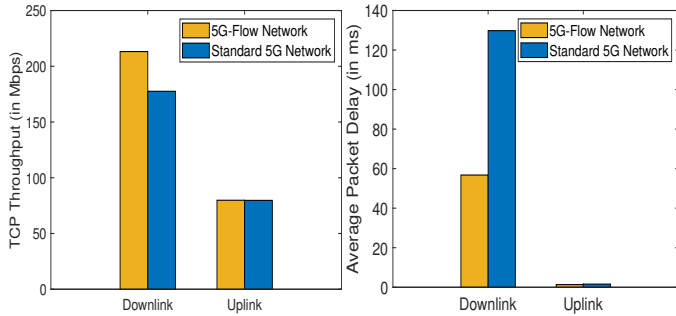 TCP Throughput (in Mbps)
250
200
150
100
50
0
5G-Flow Network
Standard 5G Network
Downlink
Uplink
Average Packet Delay (in ms)
140
120
100
80
60
40
20
0
5G-Flow Network
Standard 5G Network
Downlink
Uplink